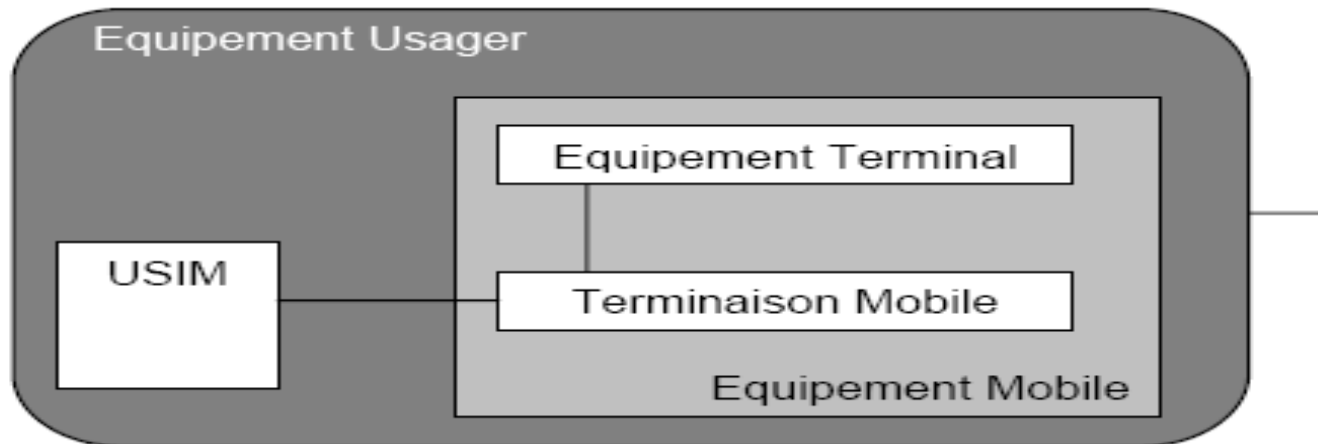 Equipement Usager
Equipement Terminal
USIM
Terminaison Mobile
Equipement Mobile